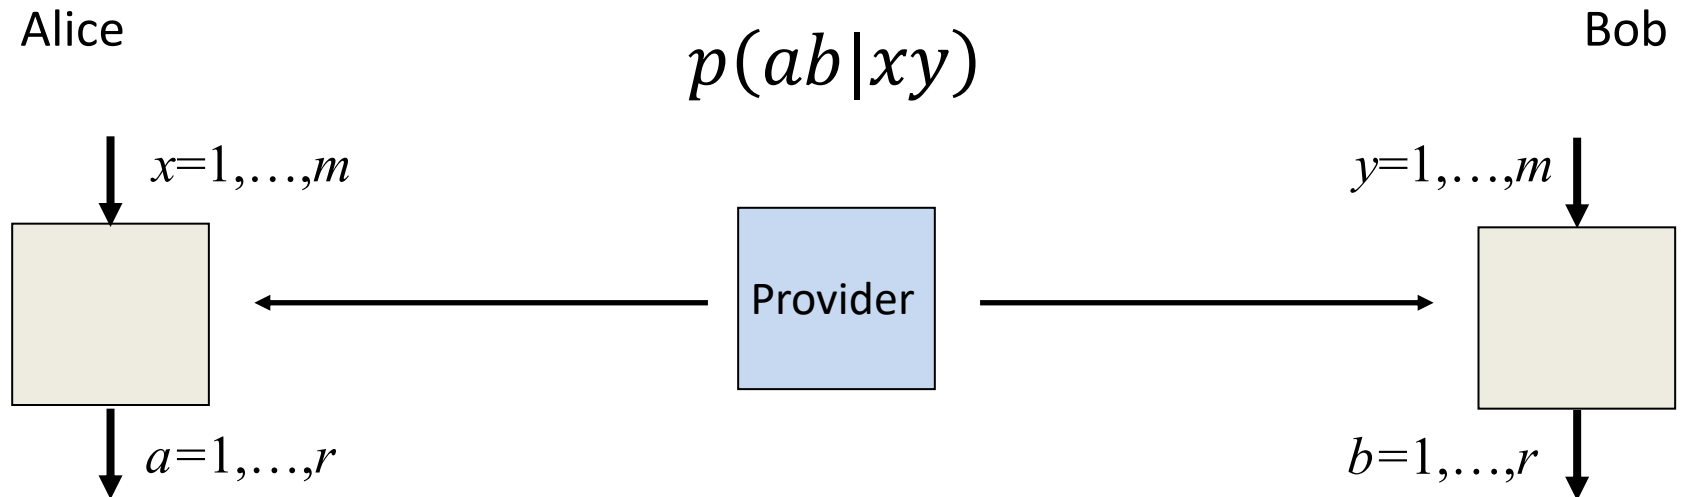 Alice
Bob
p(ab|xy)
x=1,…,m
y=1,…,m
Provider
a=1,…,r
b=1,…,r